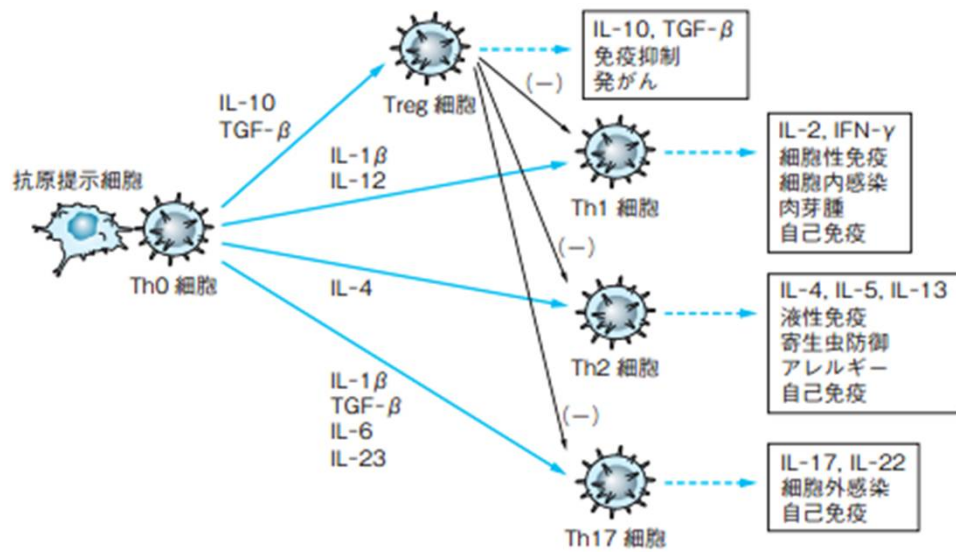 IL-10, TGF-β
免疫抑制
発がん
(−)
Treg 細胞
IL-10
TGF-β
IL-1β
IL-12
IL-2, IFN-γ
細胞性免疫
細胞内感染
肉芽腫
自己免疫
抗原提示細胞
Th1 細胞
(−)
Th0 細胞
IL-4
IL-4, IL-5, IL-13
液性免疫
寄生虫防御
アレルギー
自己免疫
Th2 細胞
IL-1β
TGF-β
IL-6
IL-23
(−)
IL-17, IL-22
細胞外感染
自己免疫
Th17 細胞